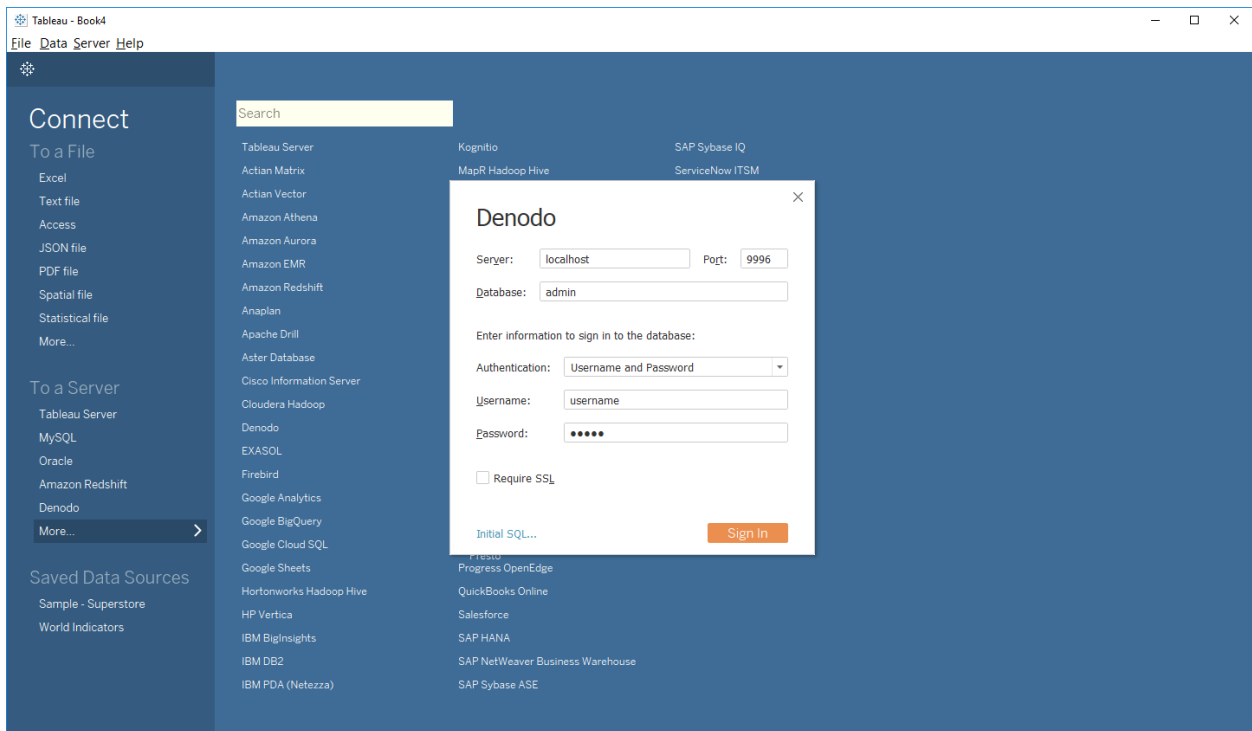 Tableau - Book4
File Data Server Help
Connect
To a File
Excel
Text file
Access
JSON file
PDF file
Spatial file
Statistical file
More...
To a Server
Tableau Server
MySQL
Oracle
Amazon Redshift
Denodo
More...
Saved Data Sources
Sample - Superstore
World Indicators
Search
Tableau Server
Actian Matrix
Actian Vector
Amazon Athena
Amazon Aurora
Amazon EMR
Amazon Redshift
Anaplan
Apache Drill
Aster Database
Cisco Information Server
Cloudera Hadoop
Denodo
EXASOL
Firebird
Google Analytics
Google BigQuery
Google Cloud SQL
Google Sheets
Hortonworks Hadoop Hive
HP Vertica
IBM BigInsights
IBM DB2
IBM PDA (Netezza)
Kognitio
MapR Hadoop Hive
Presto
Progress OpenEdge
QuickBooks Online
Salesforce
SAP HANA
SAP NetWeaver Business Warehouse
SAP Sybase ASE
SAP Sybase IQ
ServiceNow ITSM
Denodo
Server: localhost Port: 9996
Database: admin
Enter information to sign in to the database:
Authentication: Username and Password
Username: username
Password: •••••
Require SSL
Initial SQL... Sign In